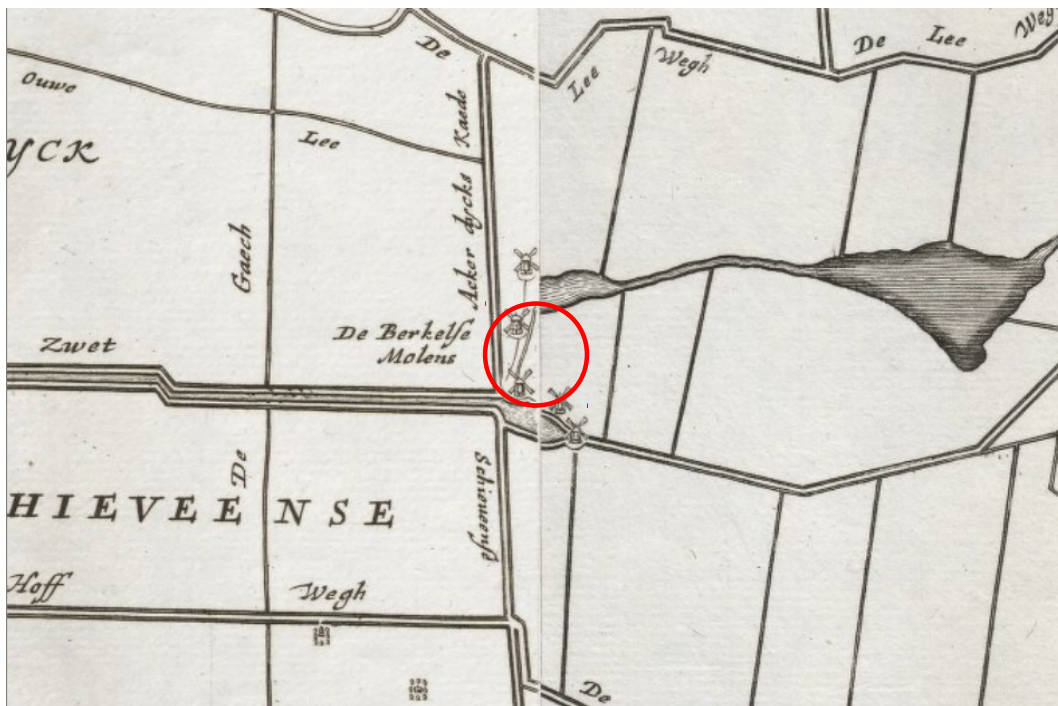 De
Lee
Wegh
De
Lee
Weg
Ouwe
Lee
YCK
Acker dycks Kaede
Gaech
De Berkelse
Molens
Zwet
De
HIEVEENSE
Schieveense
Hoff
Wegh
De